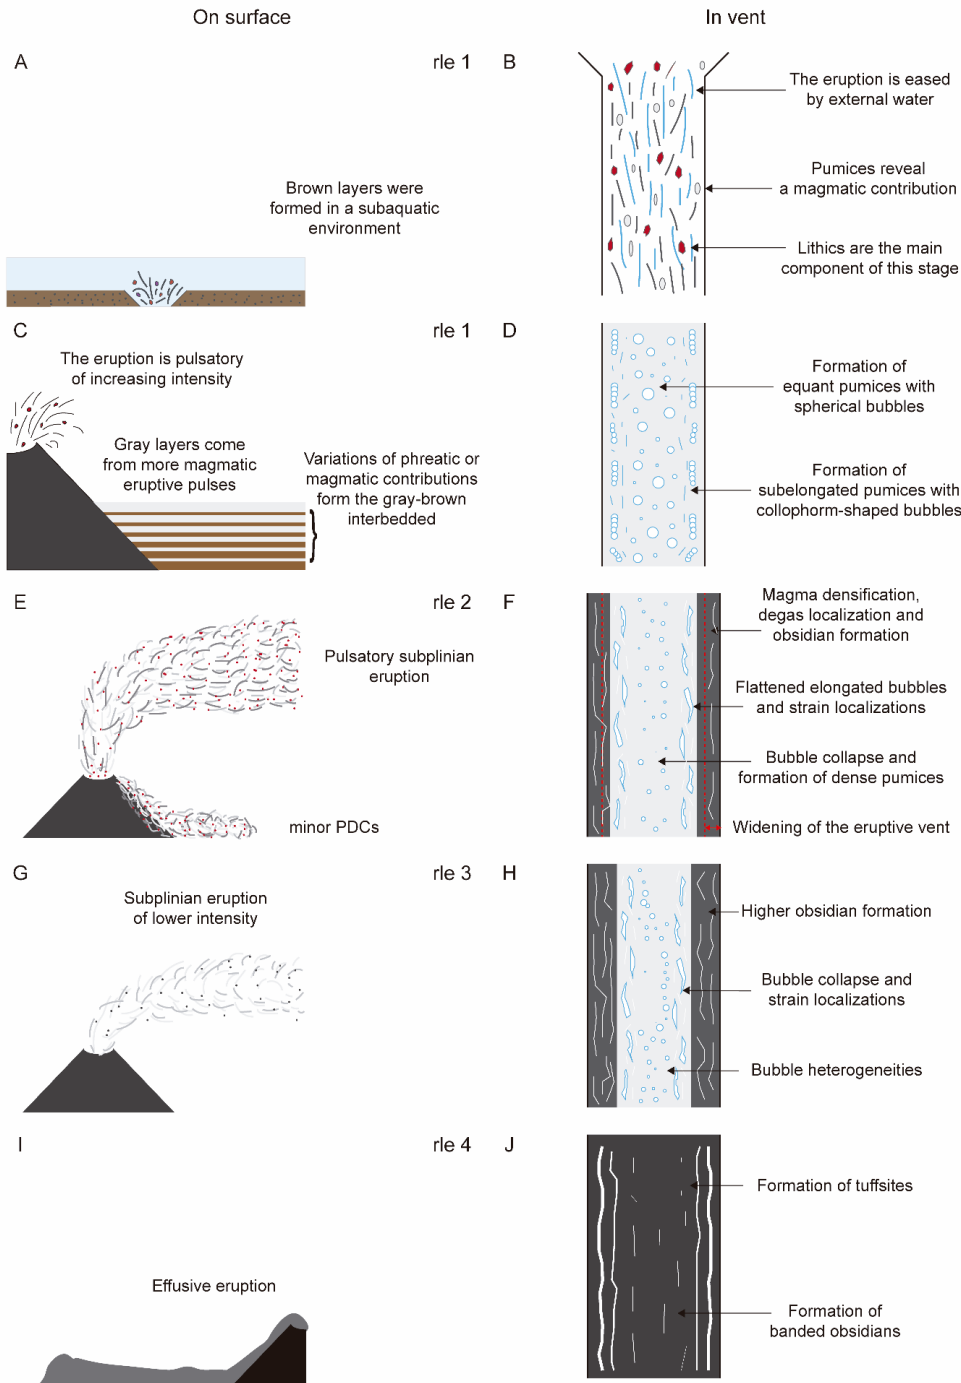 On surface
In vent
A
rle 1
Brown layers were
formed in a subaquatic
environment
B
The eruption is eased
by external water
Pumices reveal
a magmatic contribution
Lithics are the main
component of this stage
C
rle 1
The eruption is pulsatory
of increasing intensity
Gray layers come
from more magmatic
eruptive pulses
Variations of phreatic or
magmatic contributions
form the gray-brown
interbedded
D
Formation of
equant pumices with
spherical bubbles
Formation of
subelongated pumices with
collophorm-shaped bubbles
E
rle 2
Pulsatory subplinian
eruption
minor PDCs
F
Magma densification,
degas localization and
obsidian formation
Flattened elongated bubbles
and strain localizations
Bubble collapse and
formation of dense pumices
Widening of the eruptive vent
G
rle 3
Subplinian eruption
of lower intensity
H
Higher obsidian formation
Bubble collapse and
strain localizations
Bubble heterogeneities
I
rle 4
Effusive eruption
J
Formation of tuffsites
Formation of
banded obsidians